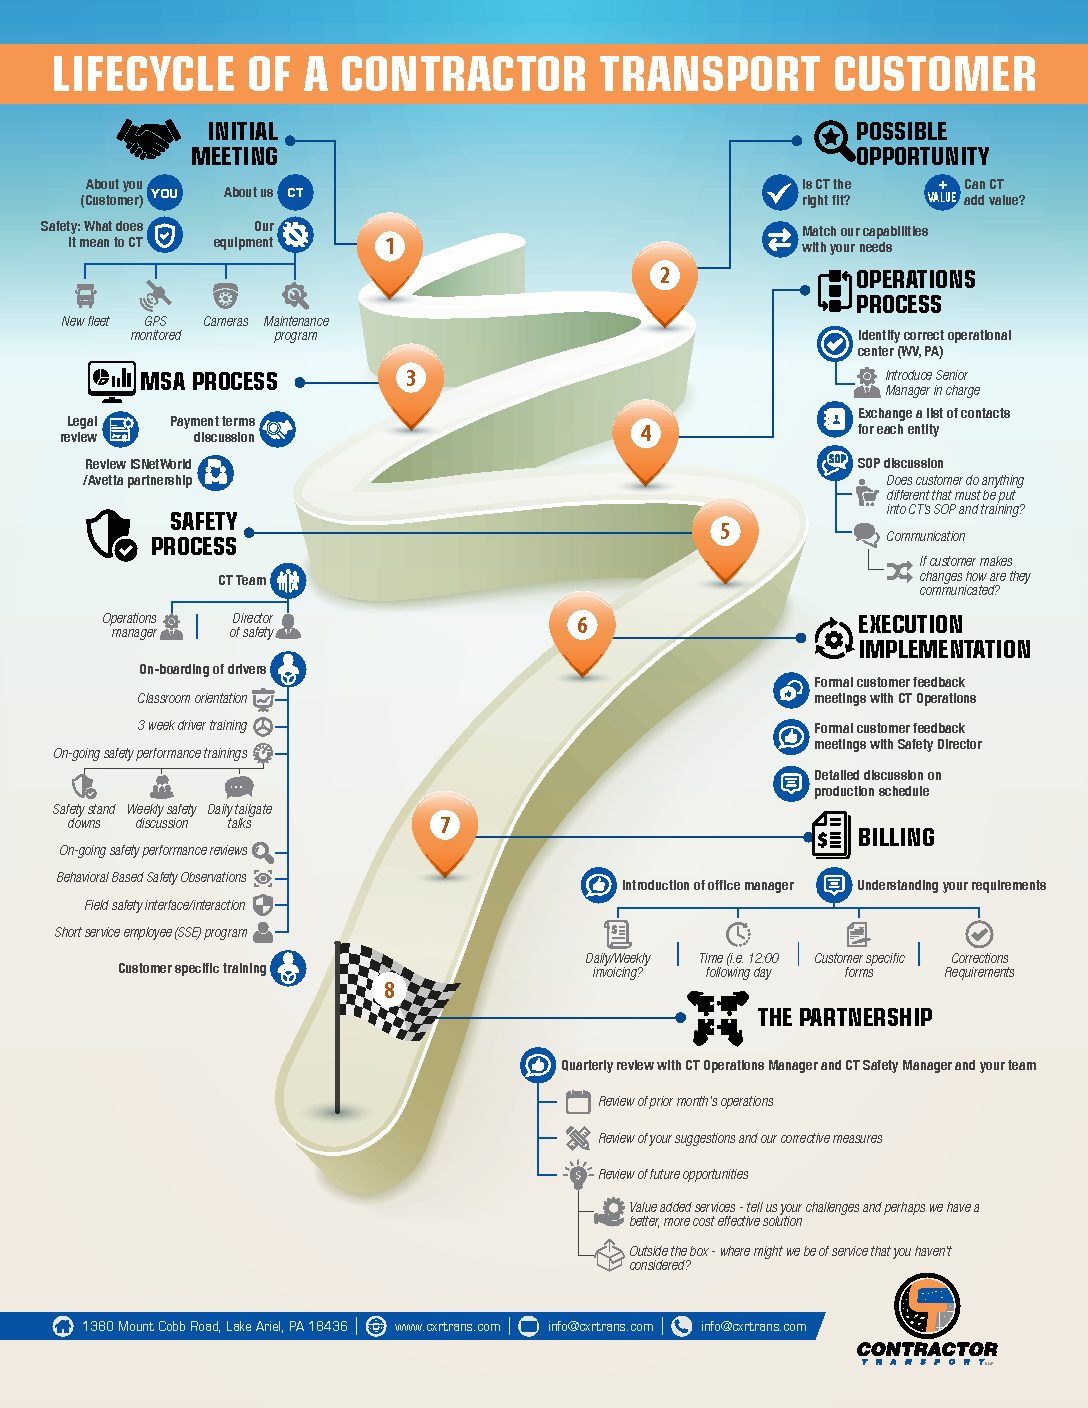 LIFECYCLE OF A CONTRACTOR TRANSPORT CUSTOMER
INITIAL
MEETING
About you
(Customer)
YOU
About us
CT
Safety: What does
it mean to CT
Our
equipment
New fleet
GPS
monitored
Cameras
Maintenance
program
1
POSSIBLE
OPPORTUNITY
Is CT the
right fit?
+
VALUE
Can CT
add value?
Match our capabilities
with your needs
2
MSA PROCESS
Legal
review
Payment terms
discussion
Review ISNetWorld
/Avetta partnership
3
OPERATIONS
PROCESS
Identify correct operational
center (WV, PA)
Introduce Senior
Manager in charge
Exchange a list of contacts
for each entity
SOP
SOP discussion
Does customer do anything
different that must be put
into CT's SOP and training?
Communication
If customer makes
changes how are they
communicated?
4
SAFETY
PROCESS
CT Team
Operations
manager
Director
of safety
On-boarding of drivers
Classroom orientation
3 week driver training
On-going safety performance trainings
Safety stand
downs
Weekly safety
discussion
Daily tailgate
talks
On-going safety performance reviews
Behavioral Based Safety Observations
Field safety interface/interaction
Short service employee (SSE) program
Customer specific training
5
EXECUTION
IMPLEMENTATION
Formal customer feedback
meetings with CT Operations
Formal customer feedback
meetings with Safety Director
Detailed discussion on
production schedule
6
BILLING
Introduction of office manager
Understanding your requirements
Daily/Weekly
invoicing?
Time (i.e. 12:00
following day
Customer specific
forms
Corrections
Requirements
7
8
THE PARTNERSHIP
Quarterly review with CT Operations Manager and CT Safety Manager and your team
Review of prior month's operations
Review of your suggestions and our corrective measures
Review of future opportunities
Value added services - tell us your challenges and perhaps we have a
better, more cost effective solution
Outside the box - where might we be of service that you haven't
considered?
1380 Mount Cobb Road, Lake Ariel, PA 18436
www.cxrtrans.com
info@cxrtrans.com
info@cxrtrans.com
CONTRACTOR
TRANSPORT